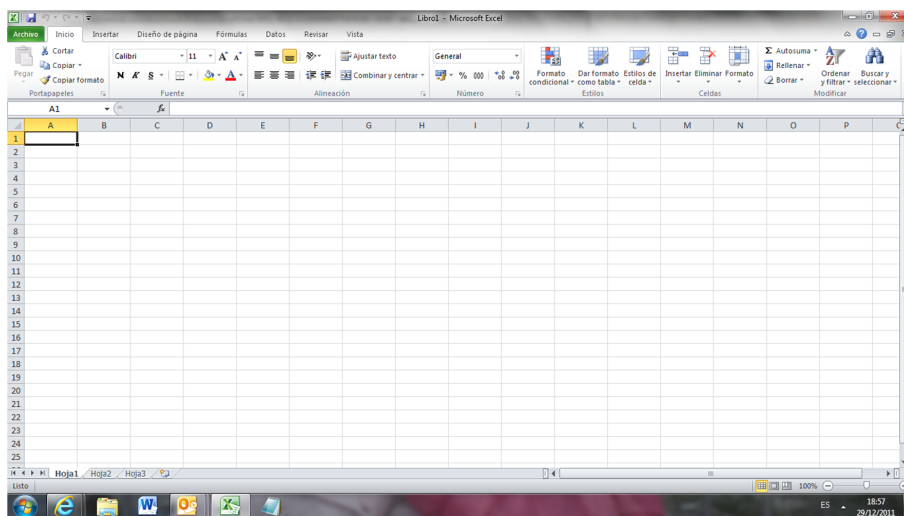 Libro1 - Microsoft Excel
Archivo Inicio Insertar Diseño de página Fórmulas Datos Revisar Vista
Pegar
Cortar
Copiar
Copiar formato
Portapapeles
Calibri 11
N K S
Fuente
Ajustar texto
Combinar y centrar
Alineación
General
% 000
Número
Formato condicional
Dar formato como tabla
Estilos de celda
Estilos
Insertar Eliminar Formato
Celdas
Autosuma
Rellenar
Borrar
Ordenar y filtrar
Buscar y seleccionar
Modificar
A1 fx
A B C D E F G H I J K L M N O P
1
2
3
4
5
6
7
8
9
10
11
12
13
14
15
16
17
18
19
20
21
22
23
24
25
Hoja1 Hoja2 Hoja3
Listo 100%
ES 18:57
29/12/2011